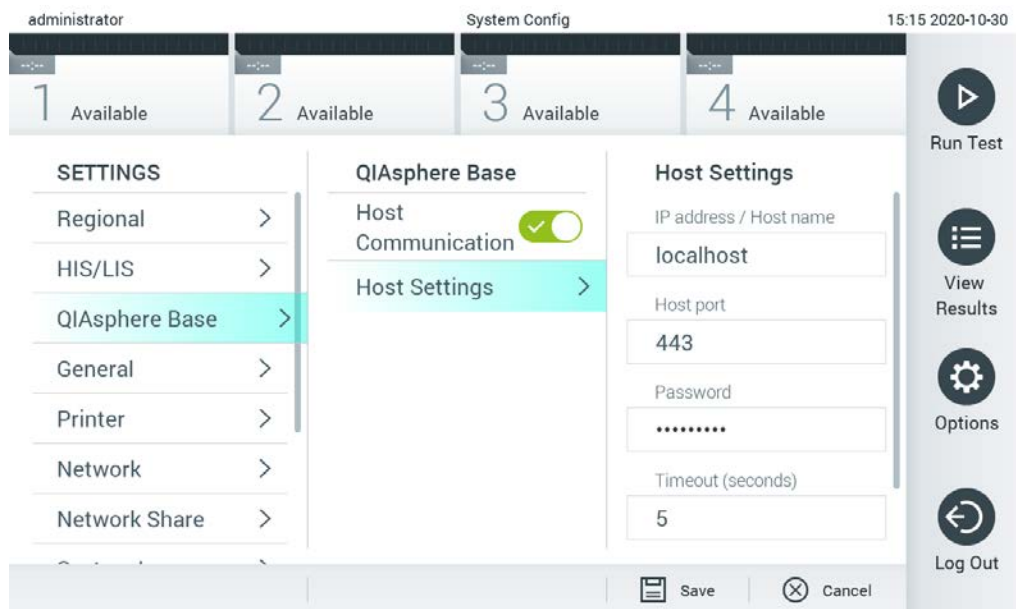 administrator
System Config
15:15 2020-10-30
--:--
--:--
--:--
--:--
1 Available
2 Available
3 Available
4 Available
Run Test
View
Results
Options
Log Out
SETTINGS
Regional
HIS/LIS
QIAsphere Base
General
Printer
Network
Network Share
QIAsphere Base
Host
Communication
Host Settings
Host Settings
IP address / Host name
localhost
Host port
443
Password
•••••••••
Timeout (seconds)
5
Save
Cancel